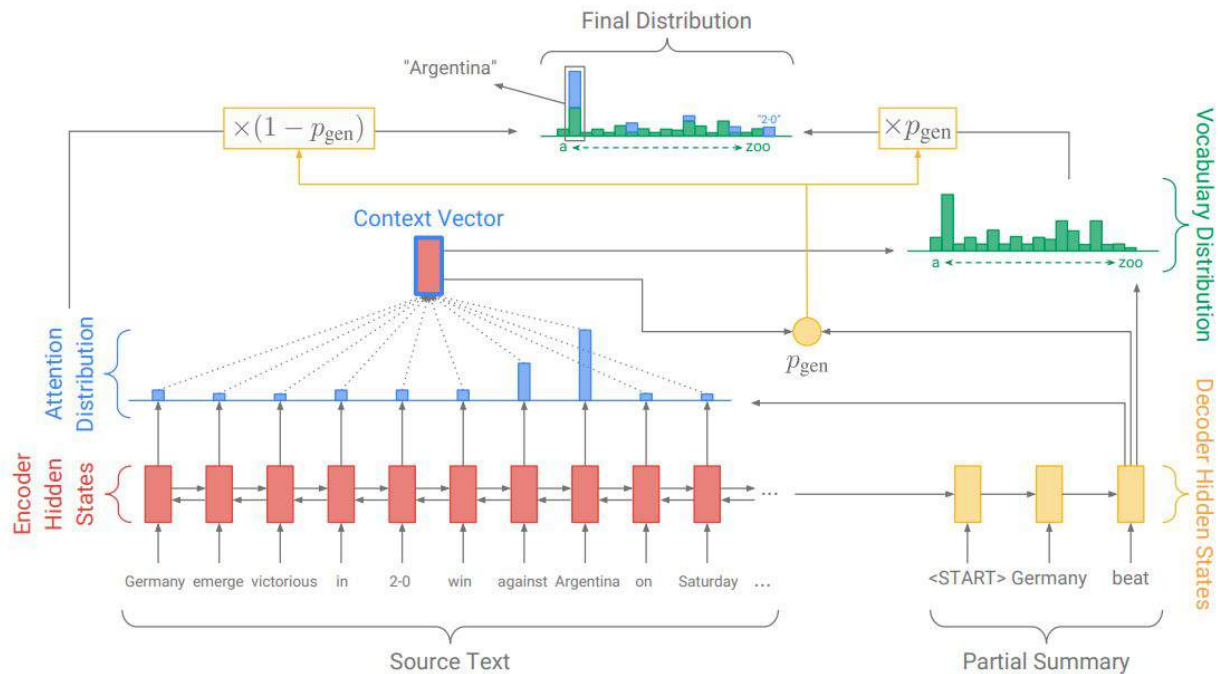 Final Distribution
"Argentina"
×(1 − p_gen)
"2-0"
×p_gen
a zoo
Context Vector
a zoo
Vocabulary Distribution
Attention
Distribution
p_gen
Encoder
Hidden
States
Decoder Hidden States
...
Germany emerge victorious in 2-0 win against Argentina on Saturday ...
<START> Germany beat
Source Text
Partial Summary